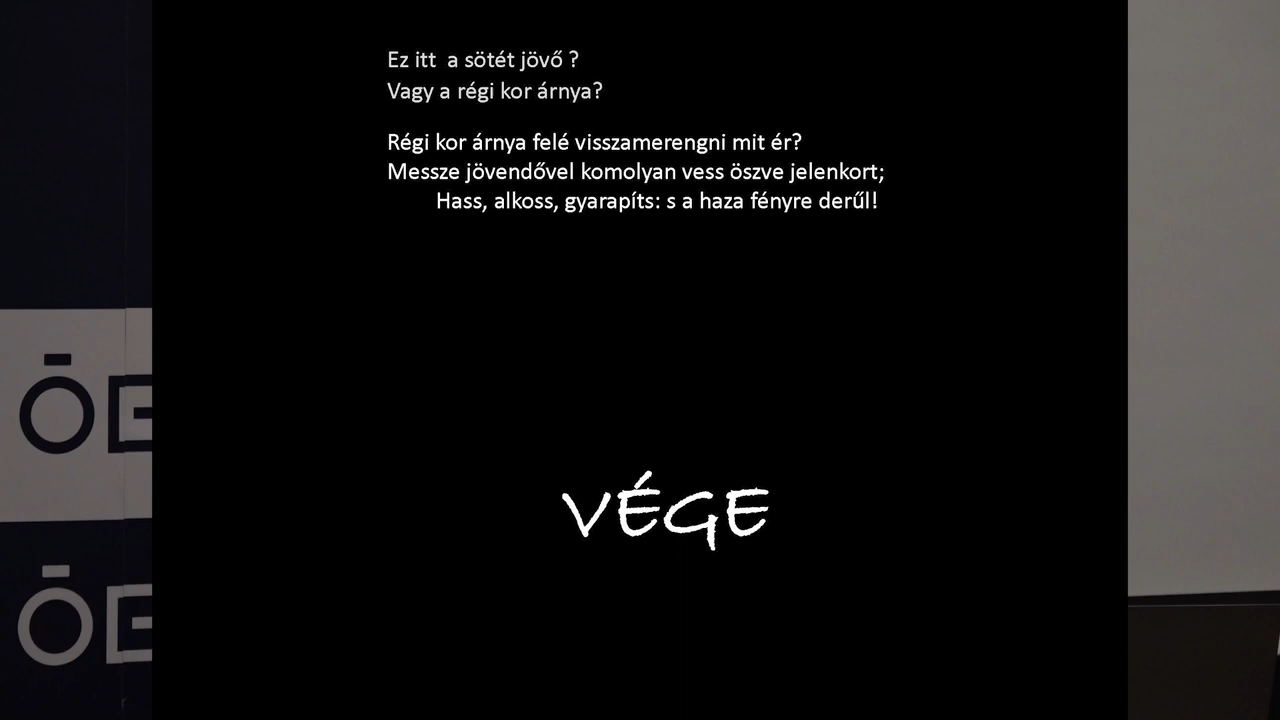 Ez itt  a sötét jövő ?
Vagy a régi kor árnya?
Régi kor árnya felé visszamerengni mit ér?
Messze jövendővel komolyan vess öszve jelenkort;
Hass, alkoss, gyarapíts: s a haza fényre derűl!
VÉGE